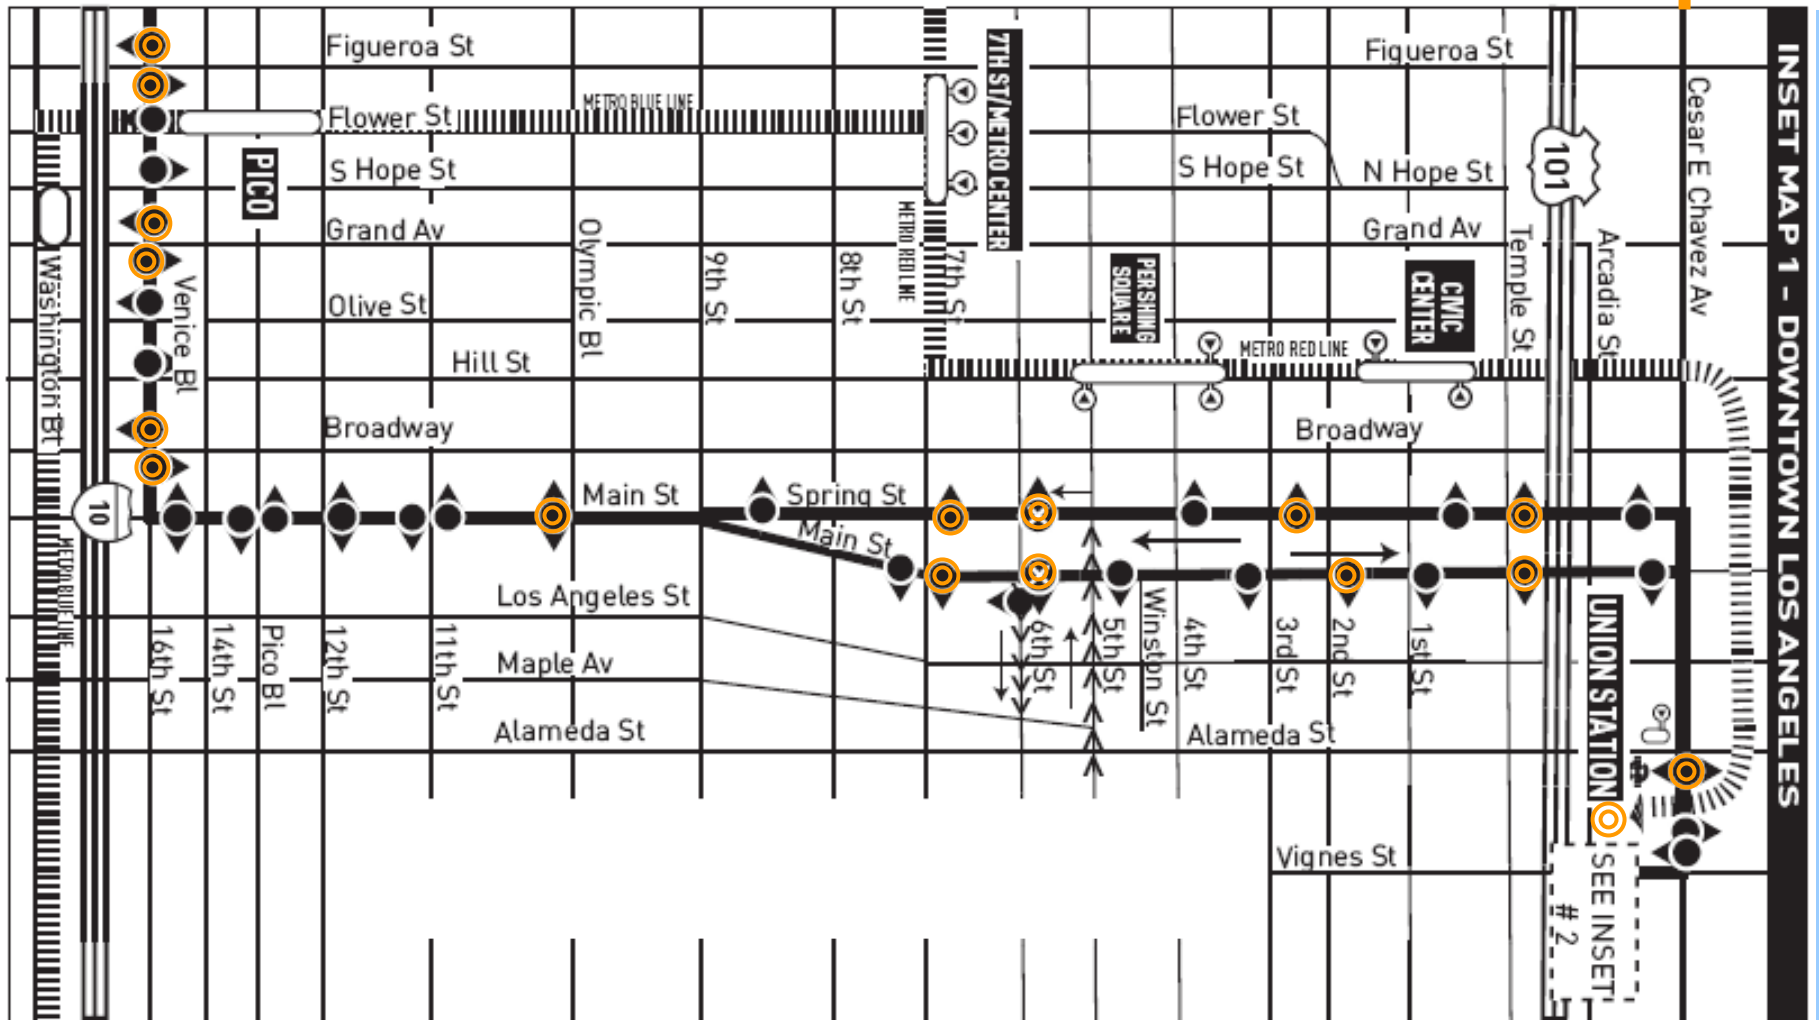 Figueroa St
Figueroa St
METRO BLUE LINE
Flower St
Flower St
S Hope St
S Hope St
N Hope St
Grand Av
Grand Av
Olive St
Hill St
METRO RED LINE
Broadway
Broadway
Main St
Spring St
Main St
Los Angeles St
Maple Av
Alameda St
Alameda St
Vignes St
PICO
7TH ST/METRO CENTER
METRO RED LINE
PERSHING
SQUARE
CIVIC
CENTER
101
10
Washington Bl
METRO BLUE LINE
Venice Bl
Olympic Bl
9th St
8th St
7th St
Temple St
Arcadia St
Cesar E Chavez Av
16th St
14th St
Pico Bl
12th St
11th St
6th St
5th St
Winston St
4th St
3rd St
2nd St
1st St
UNION STATION
SEE INSET
# 2
INSET MAP 1 - DOWNTOWN LOS ANGELES